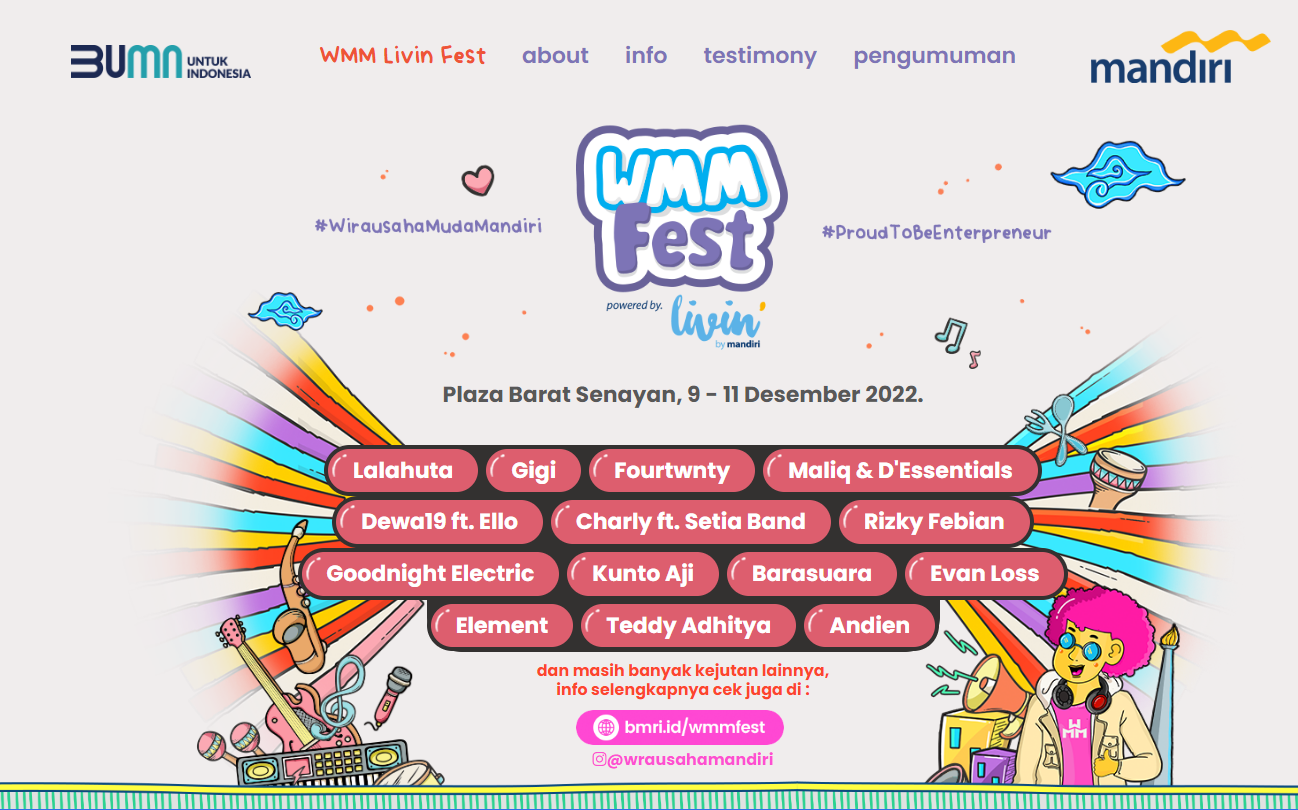 BUMN UNTUK INDONESIA
WMM Livin Fest about info testimony pengumuman
mandiri
WMM
Fest
#WirausahaMudaMandiri
#ProudToBeEnterpreneur
powered by. livin'
by mandiri
Plaza Barat Senayan, 9 - 11 Desember 2022.
Lalahuta Gigi Fourtwnty Maliq & D'Essentials
Dewa19 ft. Ello Charly ft. Setia Band Rizky Febian
Goodnight Electric Kunto Aji Barasuara Evan Loss
Element Teddy Adhitya Andien
dan masih banyak kejutan lainnya,
info selengkapnya cek juga di :
bmri.id/wmmfest
@wrausahamandiri
WMM